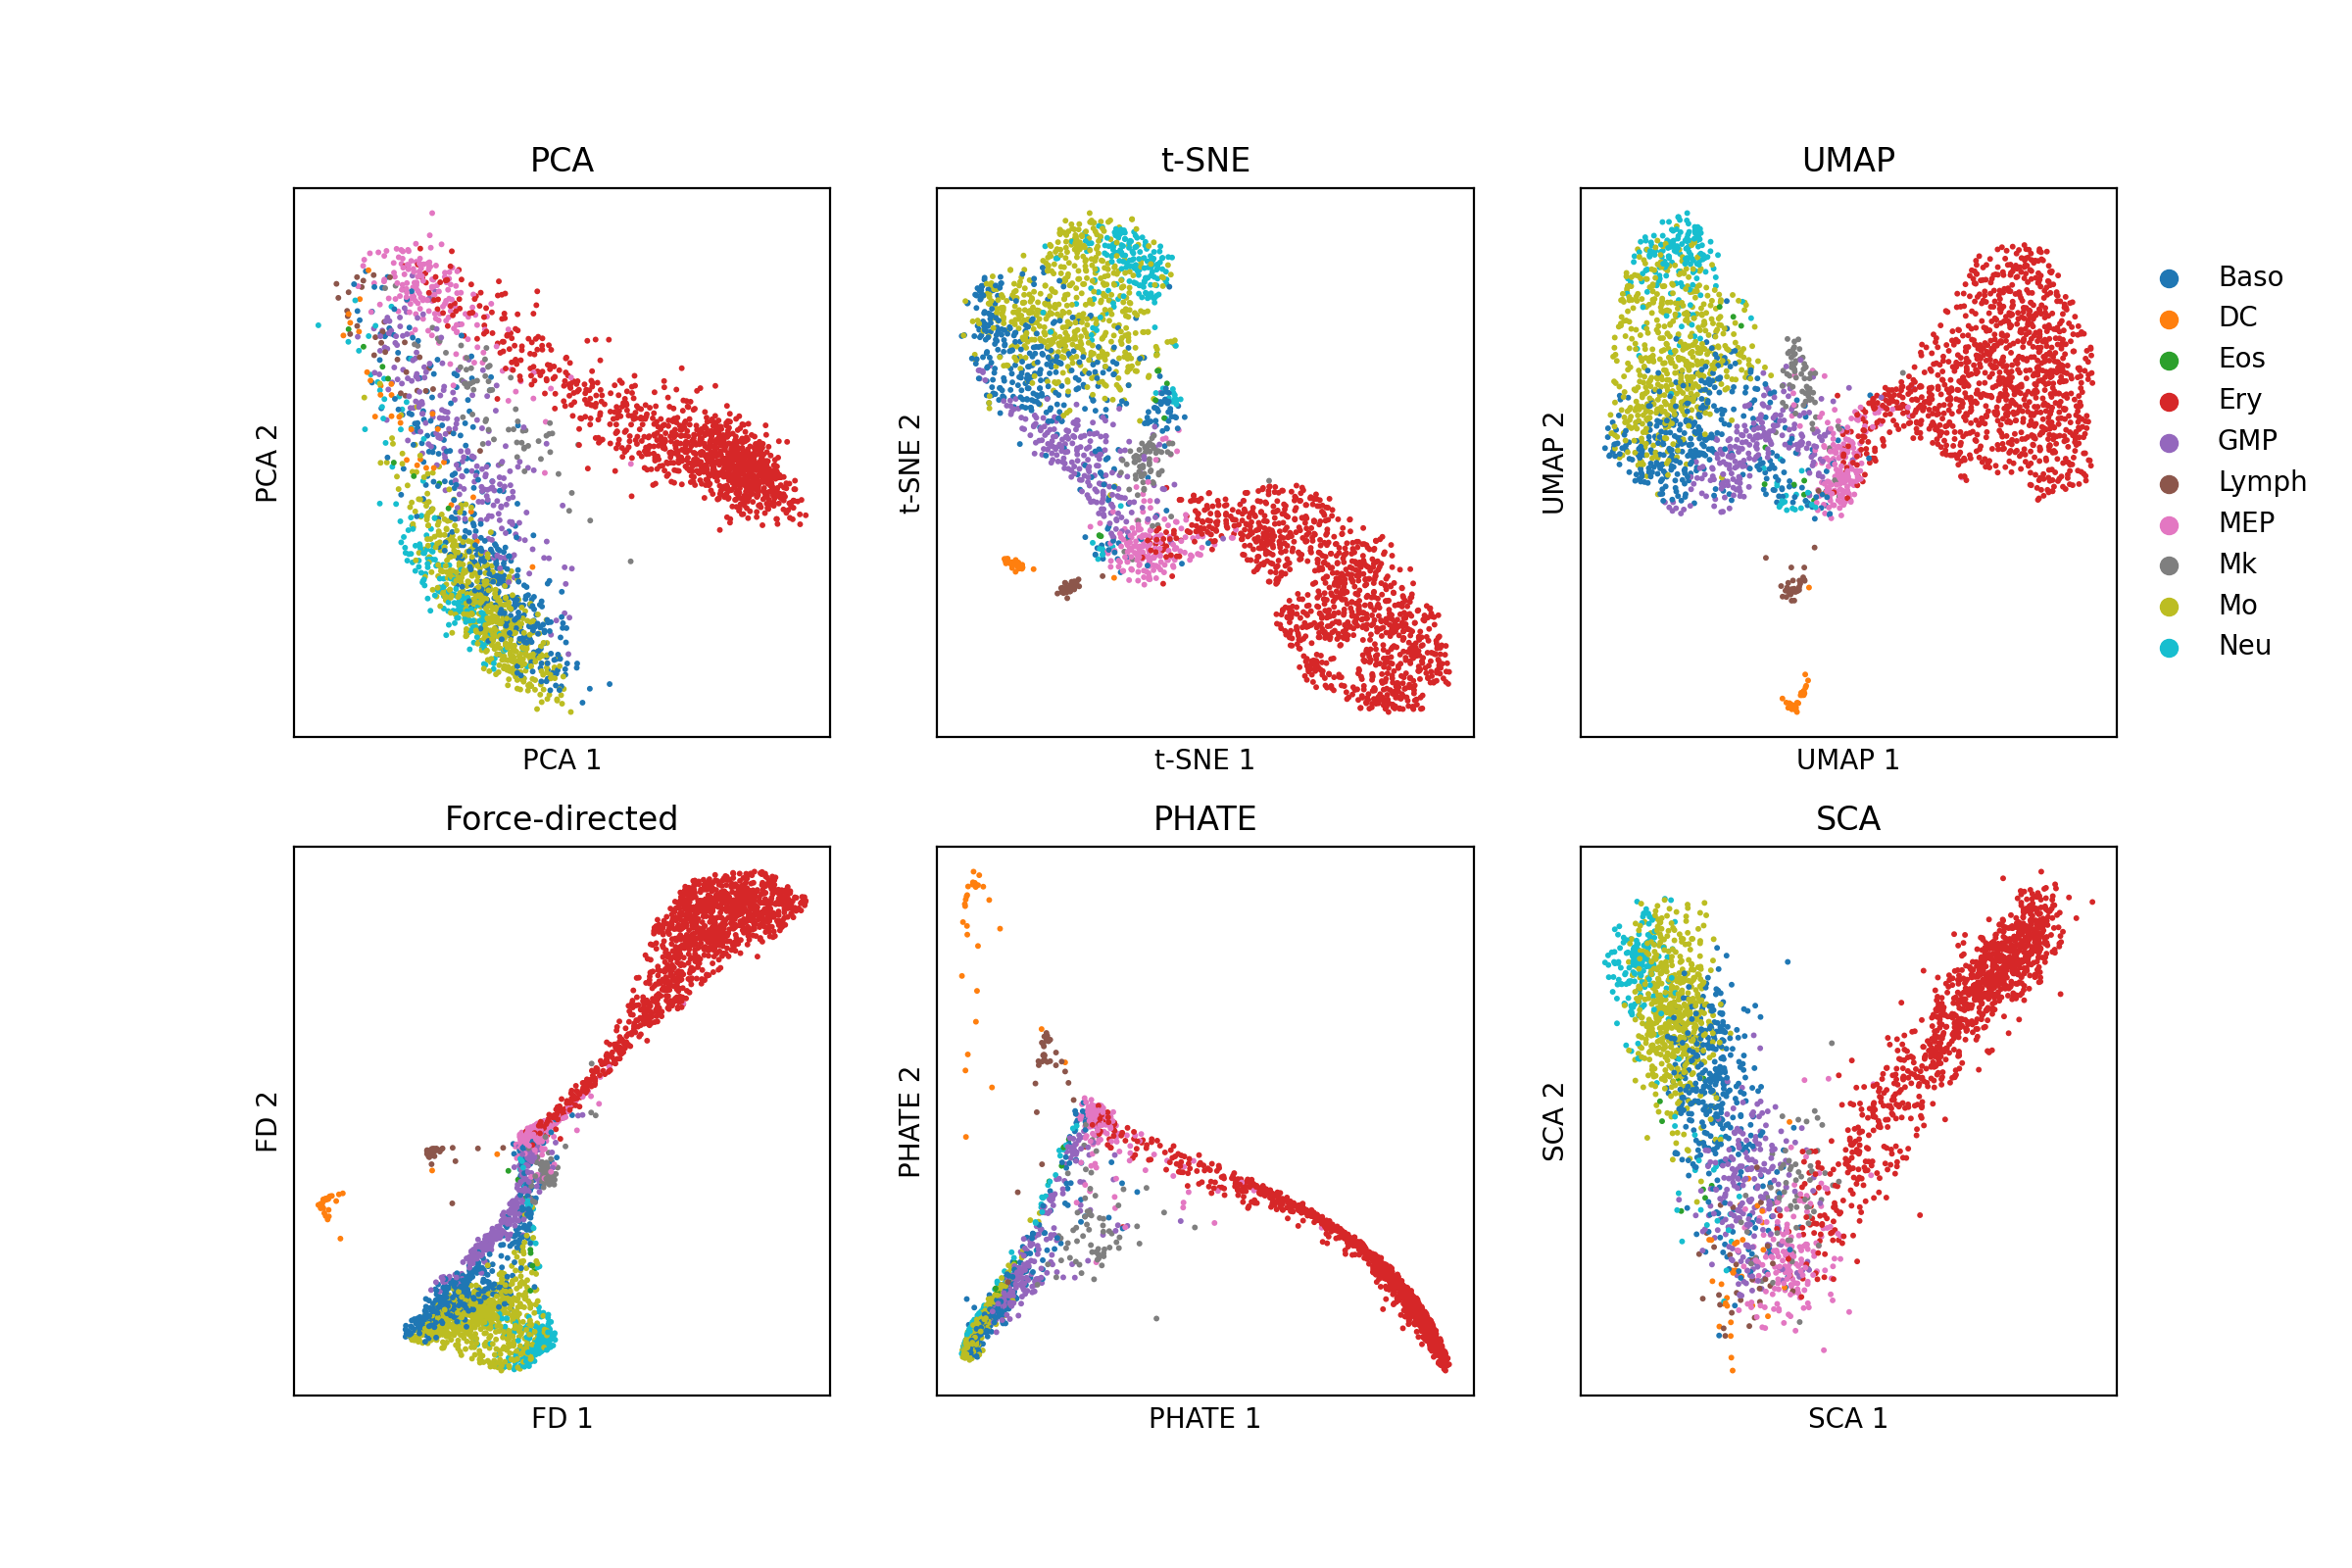 PCA
t-SNE
UMAP
PCA 2
t-SNE 2
UMAP 2
Baso
DC
Eos
Ery
GMP
Lymph
MEP
Mk
Mo
Neu
PCA 1
t-SNE 1
UMAP 1
Force-directed
PHATE
SCA
FD 2
PHATE 2
SCA 2
FD 1
PHATE 1
SCA 1